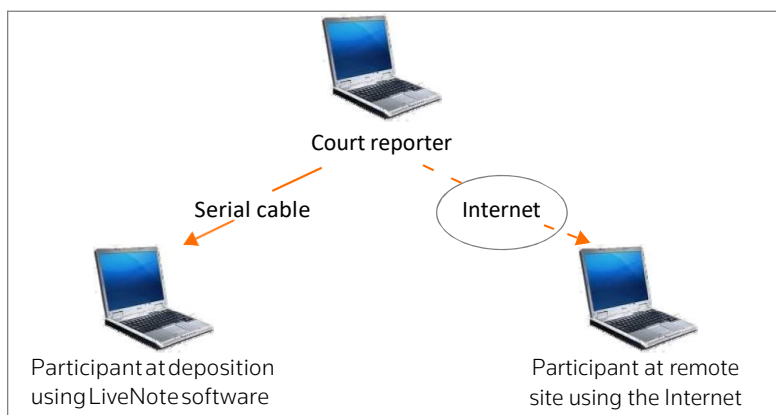 Court reporter
Serial cable
Internet
Participant at deposition
using LiveNote software
Participant at remote
site using the Internet